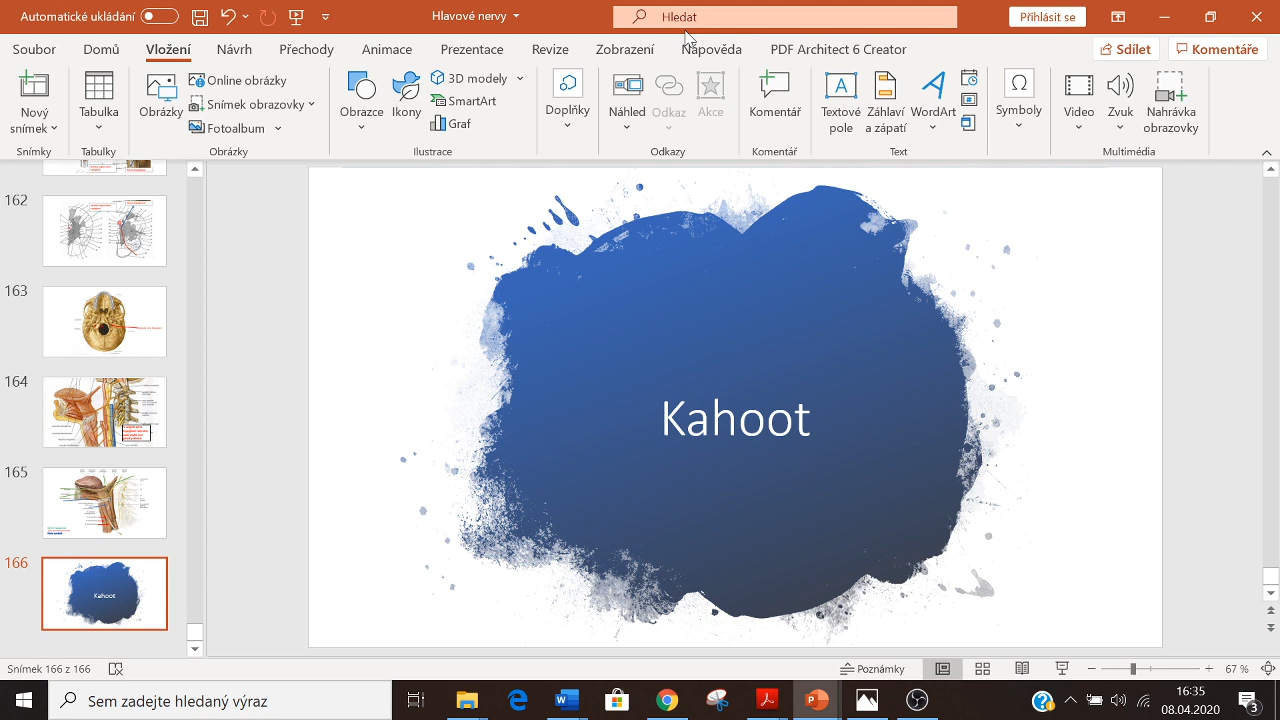 Automatické ukládání
Hlavové nervy
Hledat
Přihlásit se
Soubor Domů Vložení Návrh Přechody Animace Prezentace Revize Zobrazení Nápověda PDF Architect 6 Creator
Sdílet Komentáře
Nový snímek
Tabulka
Obrázky
Online obrázky
Snímek obrazovky
Fotoalbum
Obrazce
Ikony
3D modely
SmartArt
Graf
Doplňky
Náhled
Odkaz
Akce
Komentář
Textové pole
Záhlaví a zápatí
WordArt
Symboly
Video
Zvuk
Nahrávka obrazovky
Snímky Tabulky Obrázky Ilustrace Odkazy Komentář Text Multimédia
162
163
164
165
166
Kahoot
Kahoot
Snímek 166 z 166
Poznámky
67 %
Sem zadejte hledaný výraz
16:35
08.04.2020
3